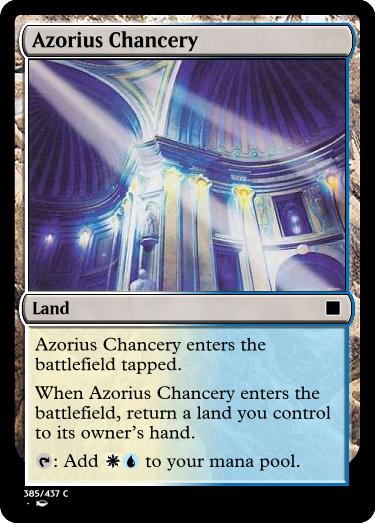 Azorius Chancery
Land
Azorius Chancery enters the
battlefield tapped.
When Azorius Chancery enters the
battlefield, return a land you control
to its owner's hand.
: Add to your mana pool.
385/437 C